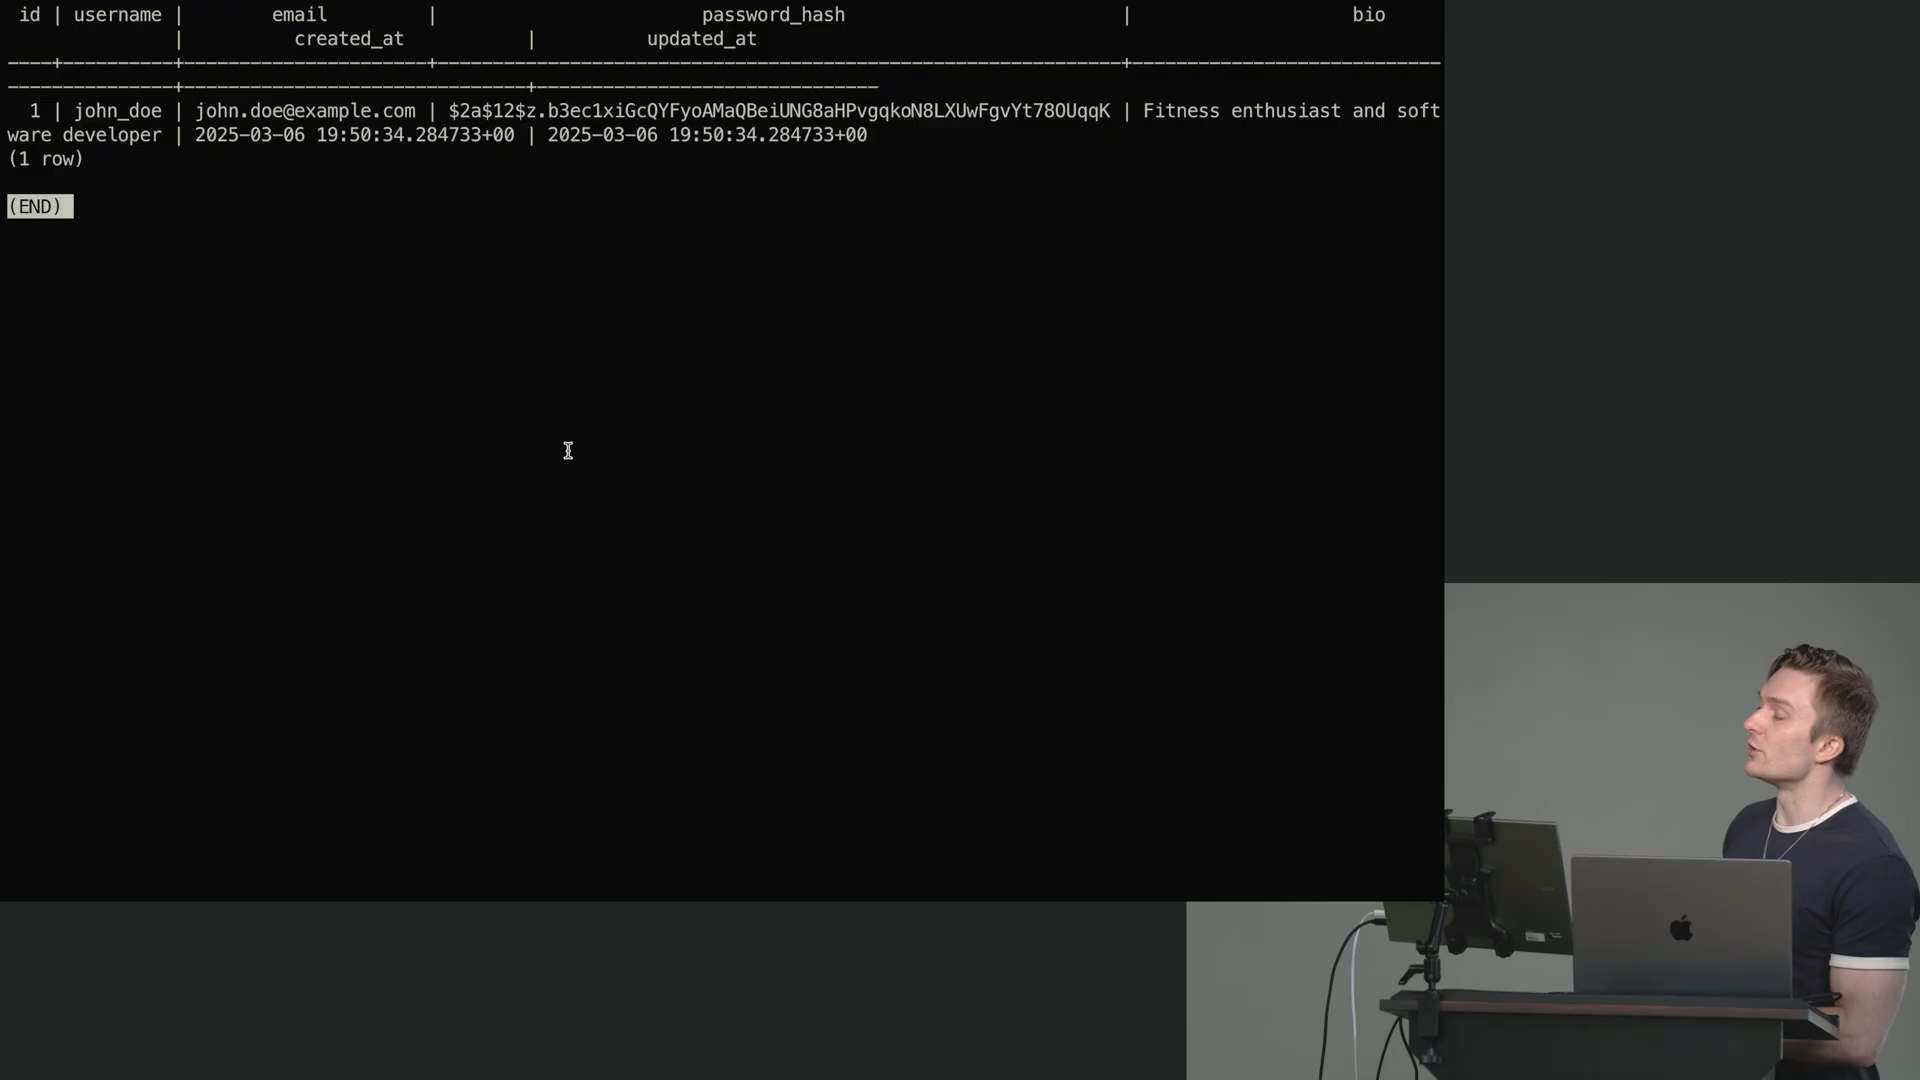 id | username | email | password_hash | bio
| created_at | updated_at
1 | john_doe | john.doe@example.com | $2a$12$z.b3ec1xiGcQYFyoAMaQBeiUNG8aHPvgqkoN8LXUwFgvYt78OUqqK | Fitness enthusiast and soft
ware developer | 2025-03-06 19:50:34.284733+00 | 2025-03-06 19:50:34.284733+00
(1 row)
(END)